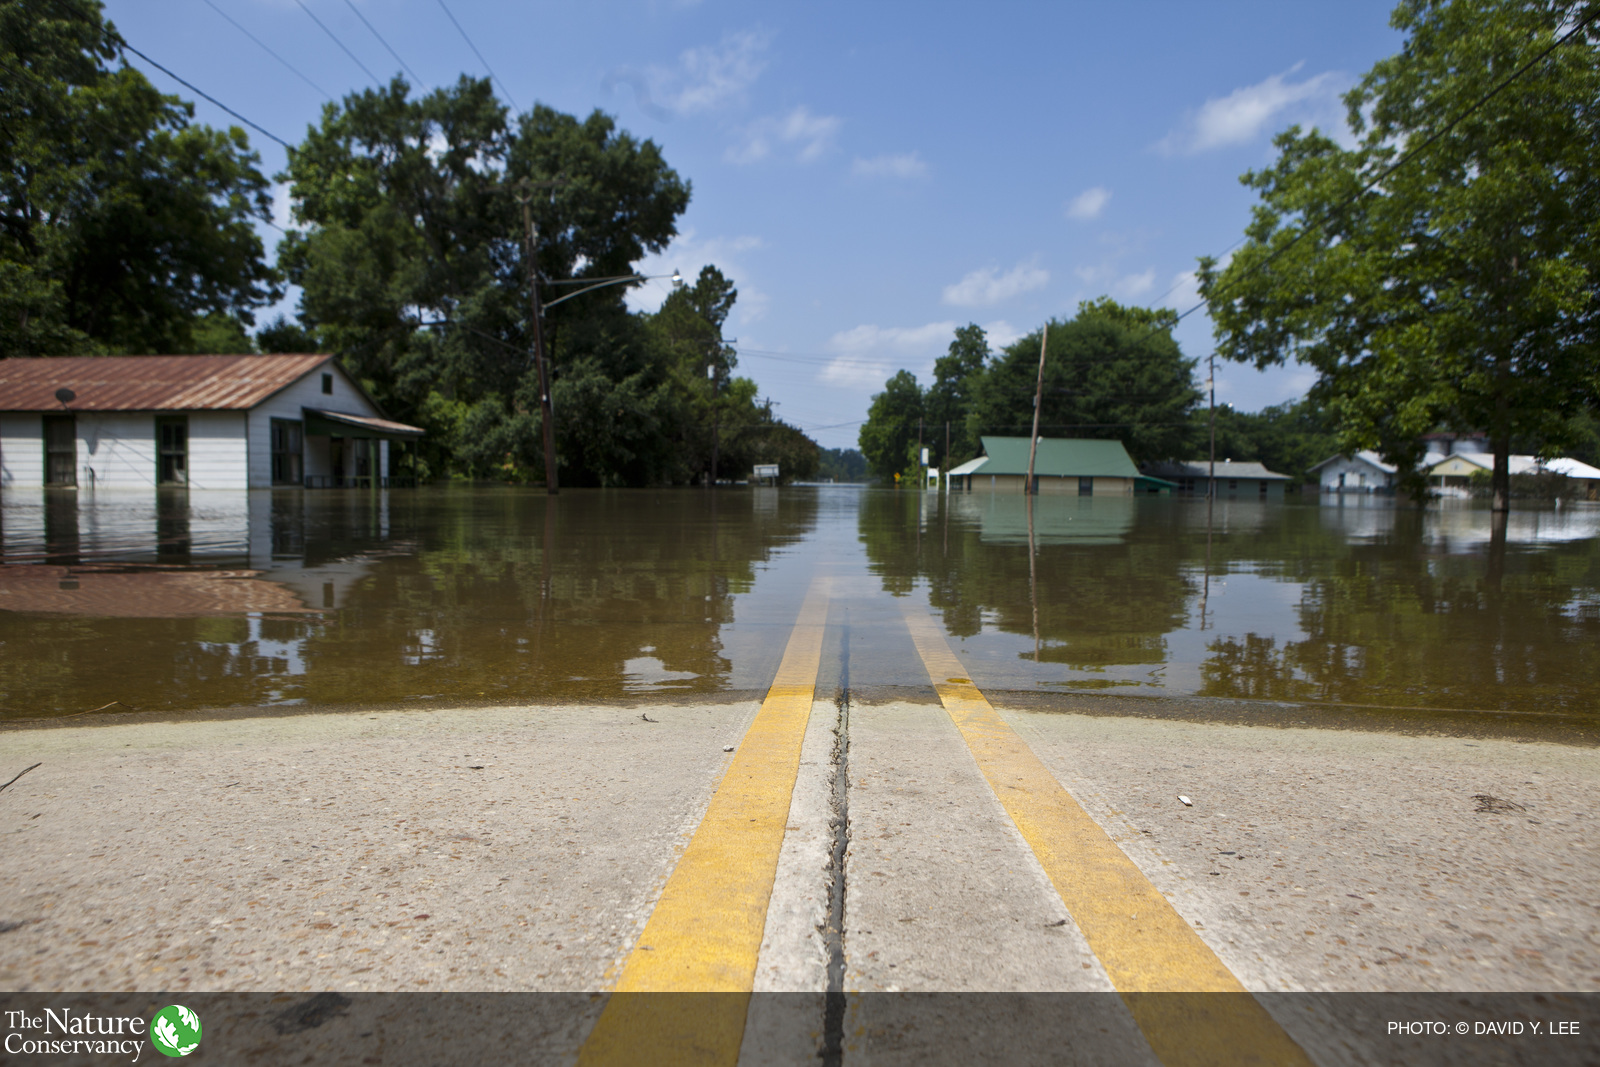 The Nature
Conservancy
PHOTO: © DAVID Y. LEE